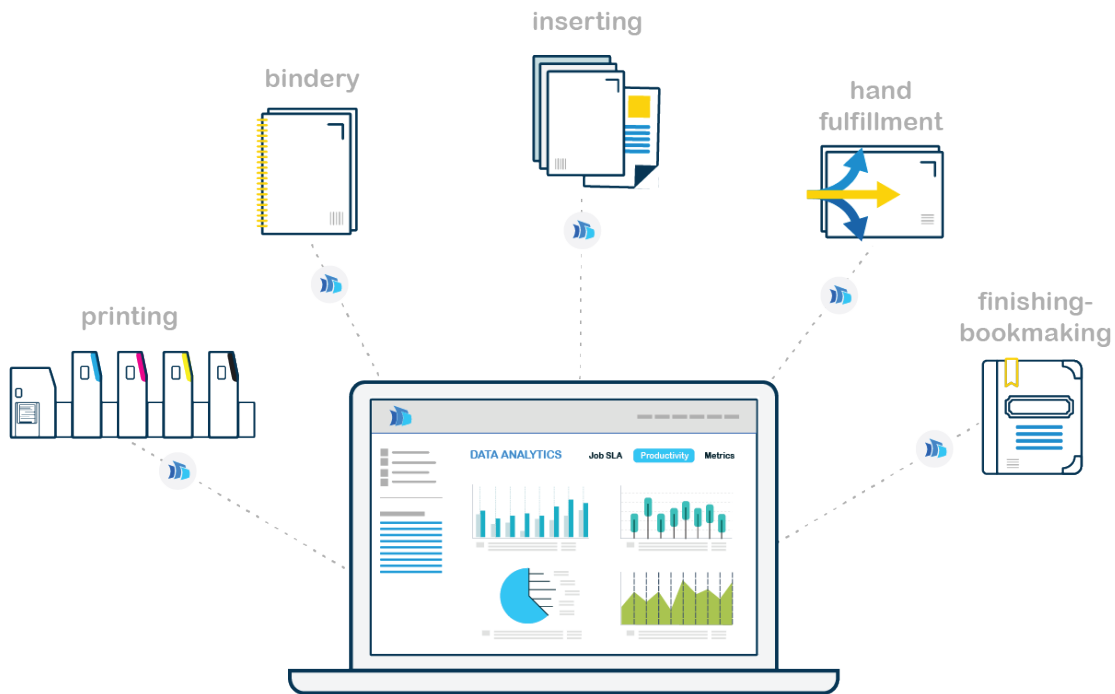 inserting
bindery
hand
fulfillment
printing
finishing-
bookmaking
DATA ANALYTICS
Job SLA
Productivity
Metrics